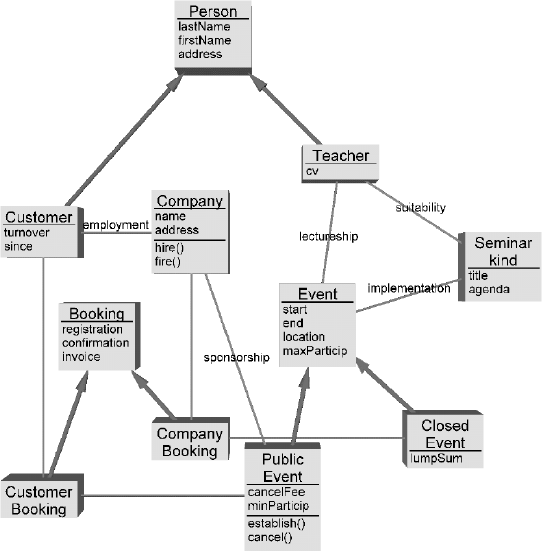 Person
lastName
firstName
address
Teacher
cv
Customer
turnover
since
employment
Company
name
address
hire()
fire()
suitability
lectureship
Seminar
kind
title
agenda
implementation
Event
start
end
location
maxParticip
Booking
registration
confirmation
invoice
sponsorship
Company
Booking
Closed
Event
lumpSum
Customer
Booking
Public
Event
cancelFee
minParticip
establish()
cancel()